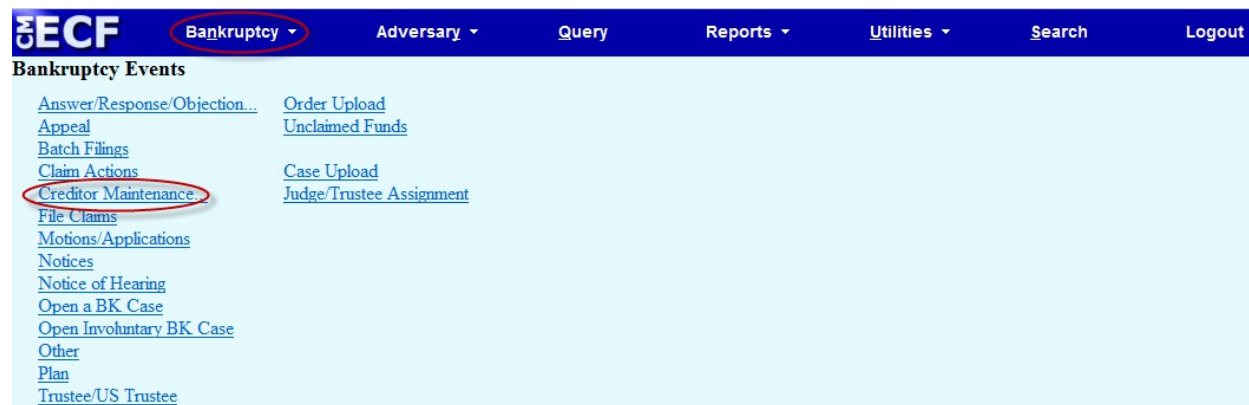 CM ECF Bankruptcy Adversary Query Reports Utilities Search Logout
Bankruptcy Events
Answer/Response/Objection... Order Upload
Appeal Unclaimed Funds
Batch Filings
Claim Actions Case Upload
Creditor Maintenance... Judge/Trustee Assignment
File Claims
Motions/Applications
Notices
Notice of Hearing
Open a BK Case
Open Involuntary BK Case
Other
Plan
Trustee/US Trustee